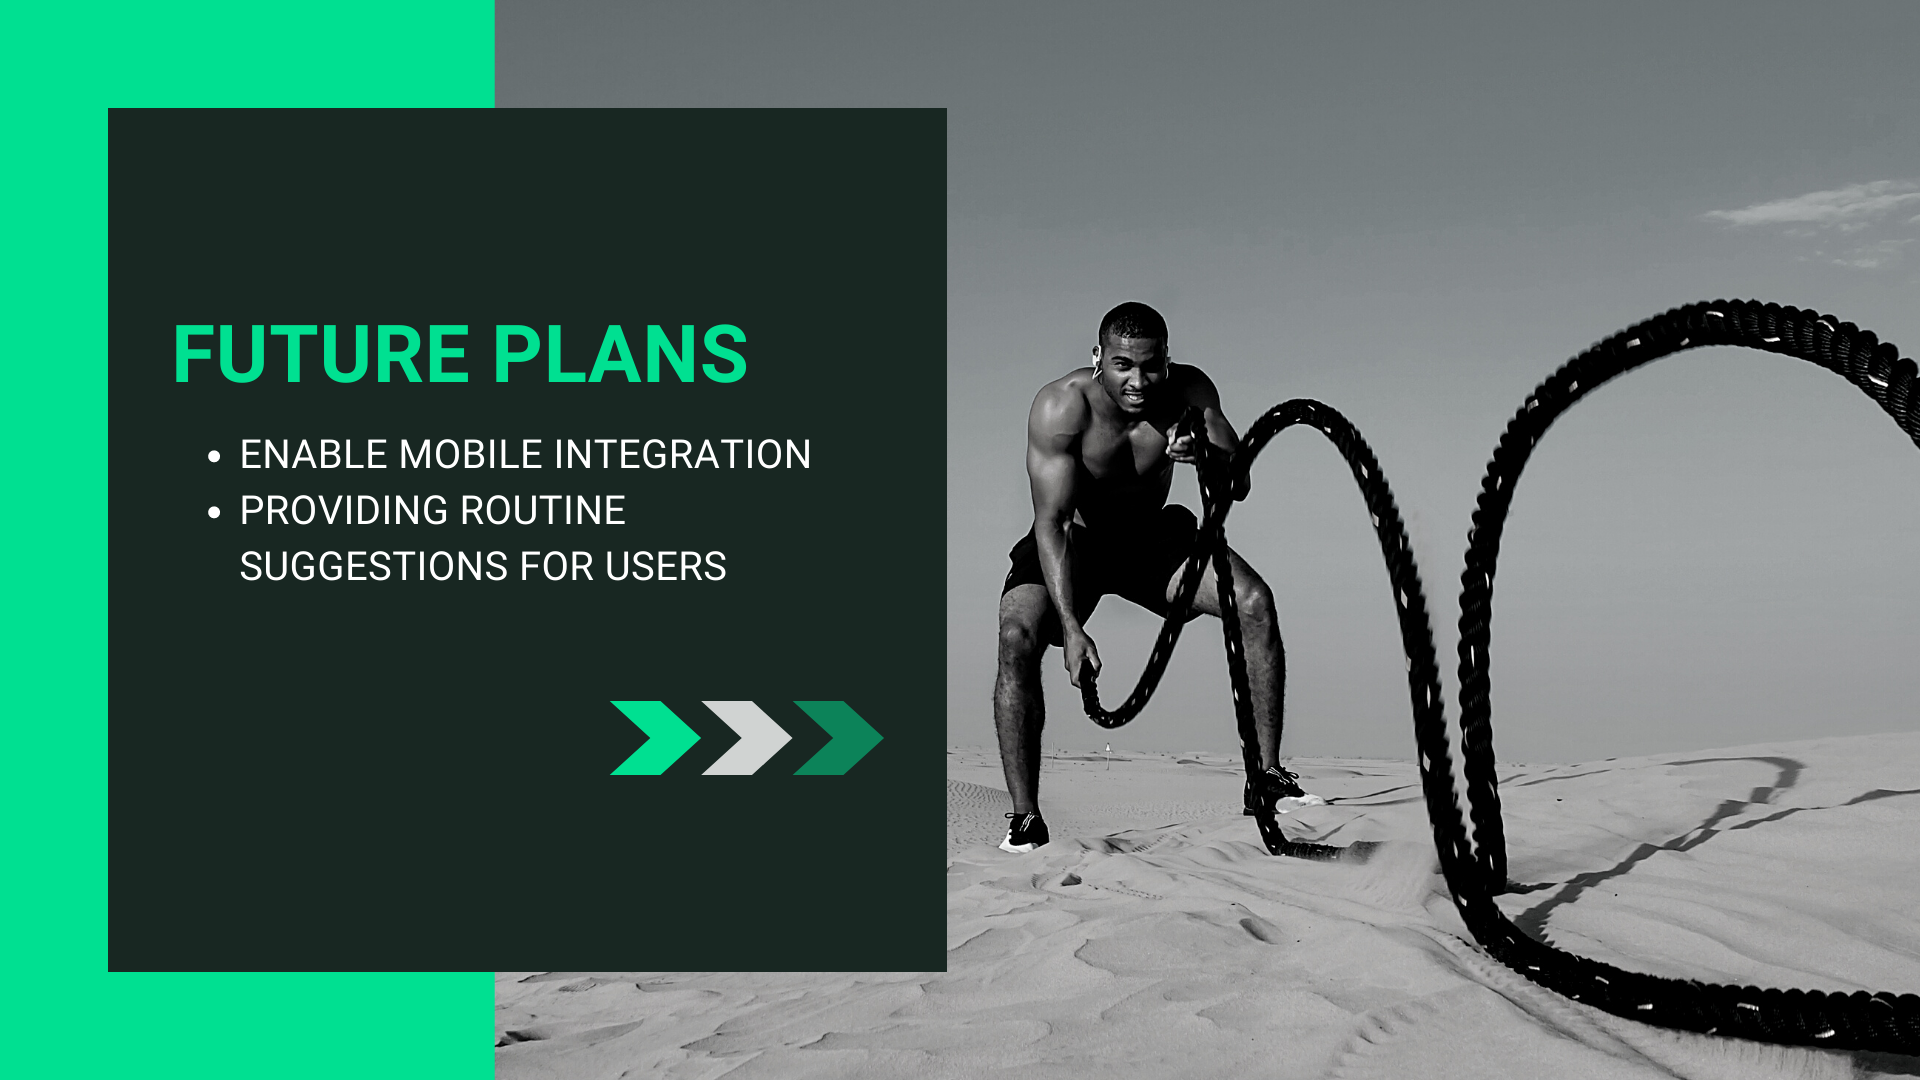 FUTURE PLANS
• ENABLE MOBILE INTEGRATION
• PROVIDING ROUTINE
SUGGESTIONS FOR USERS